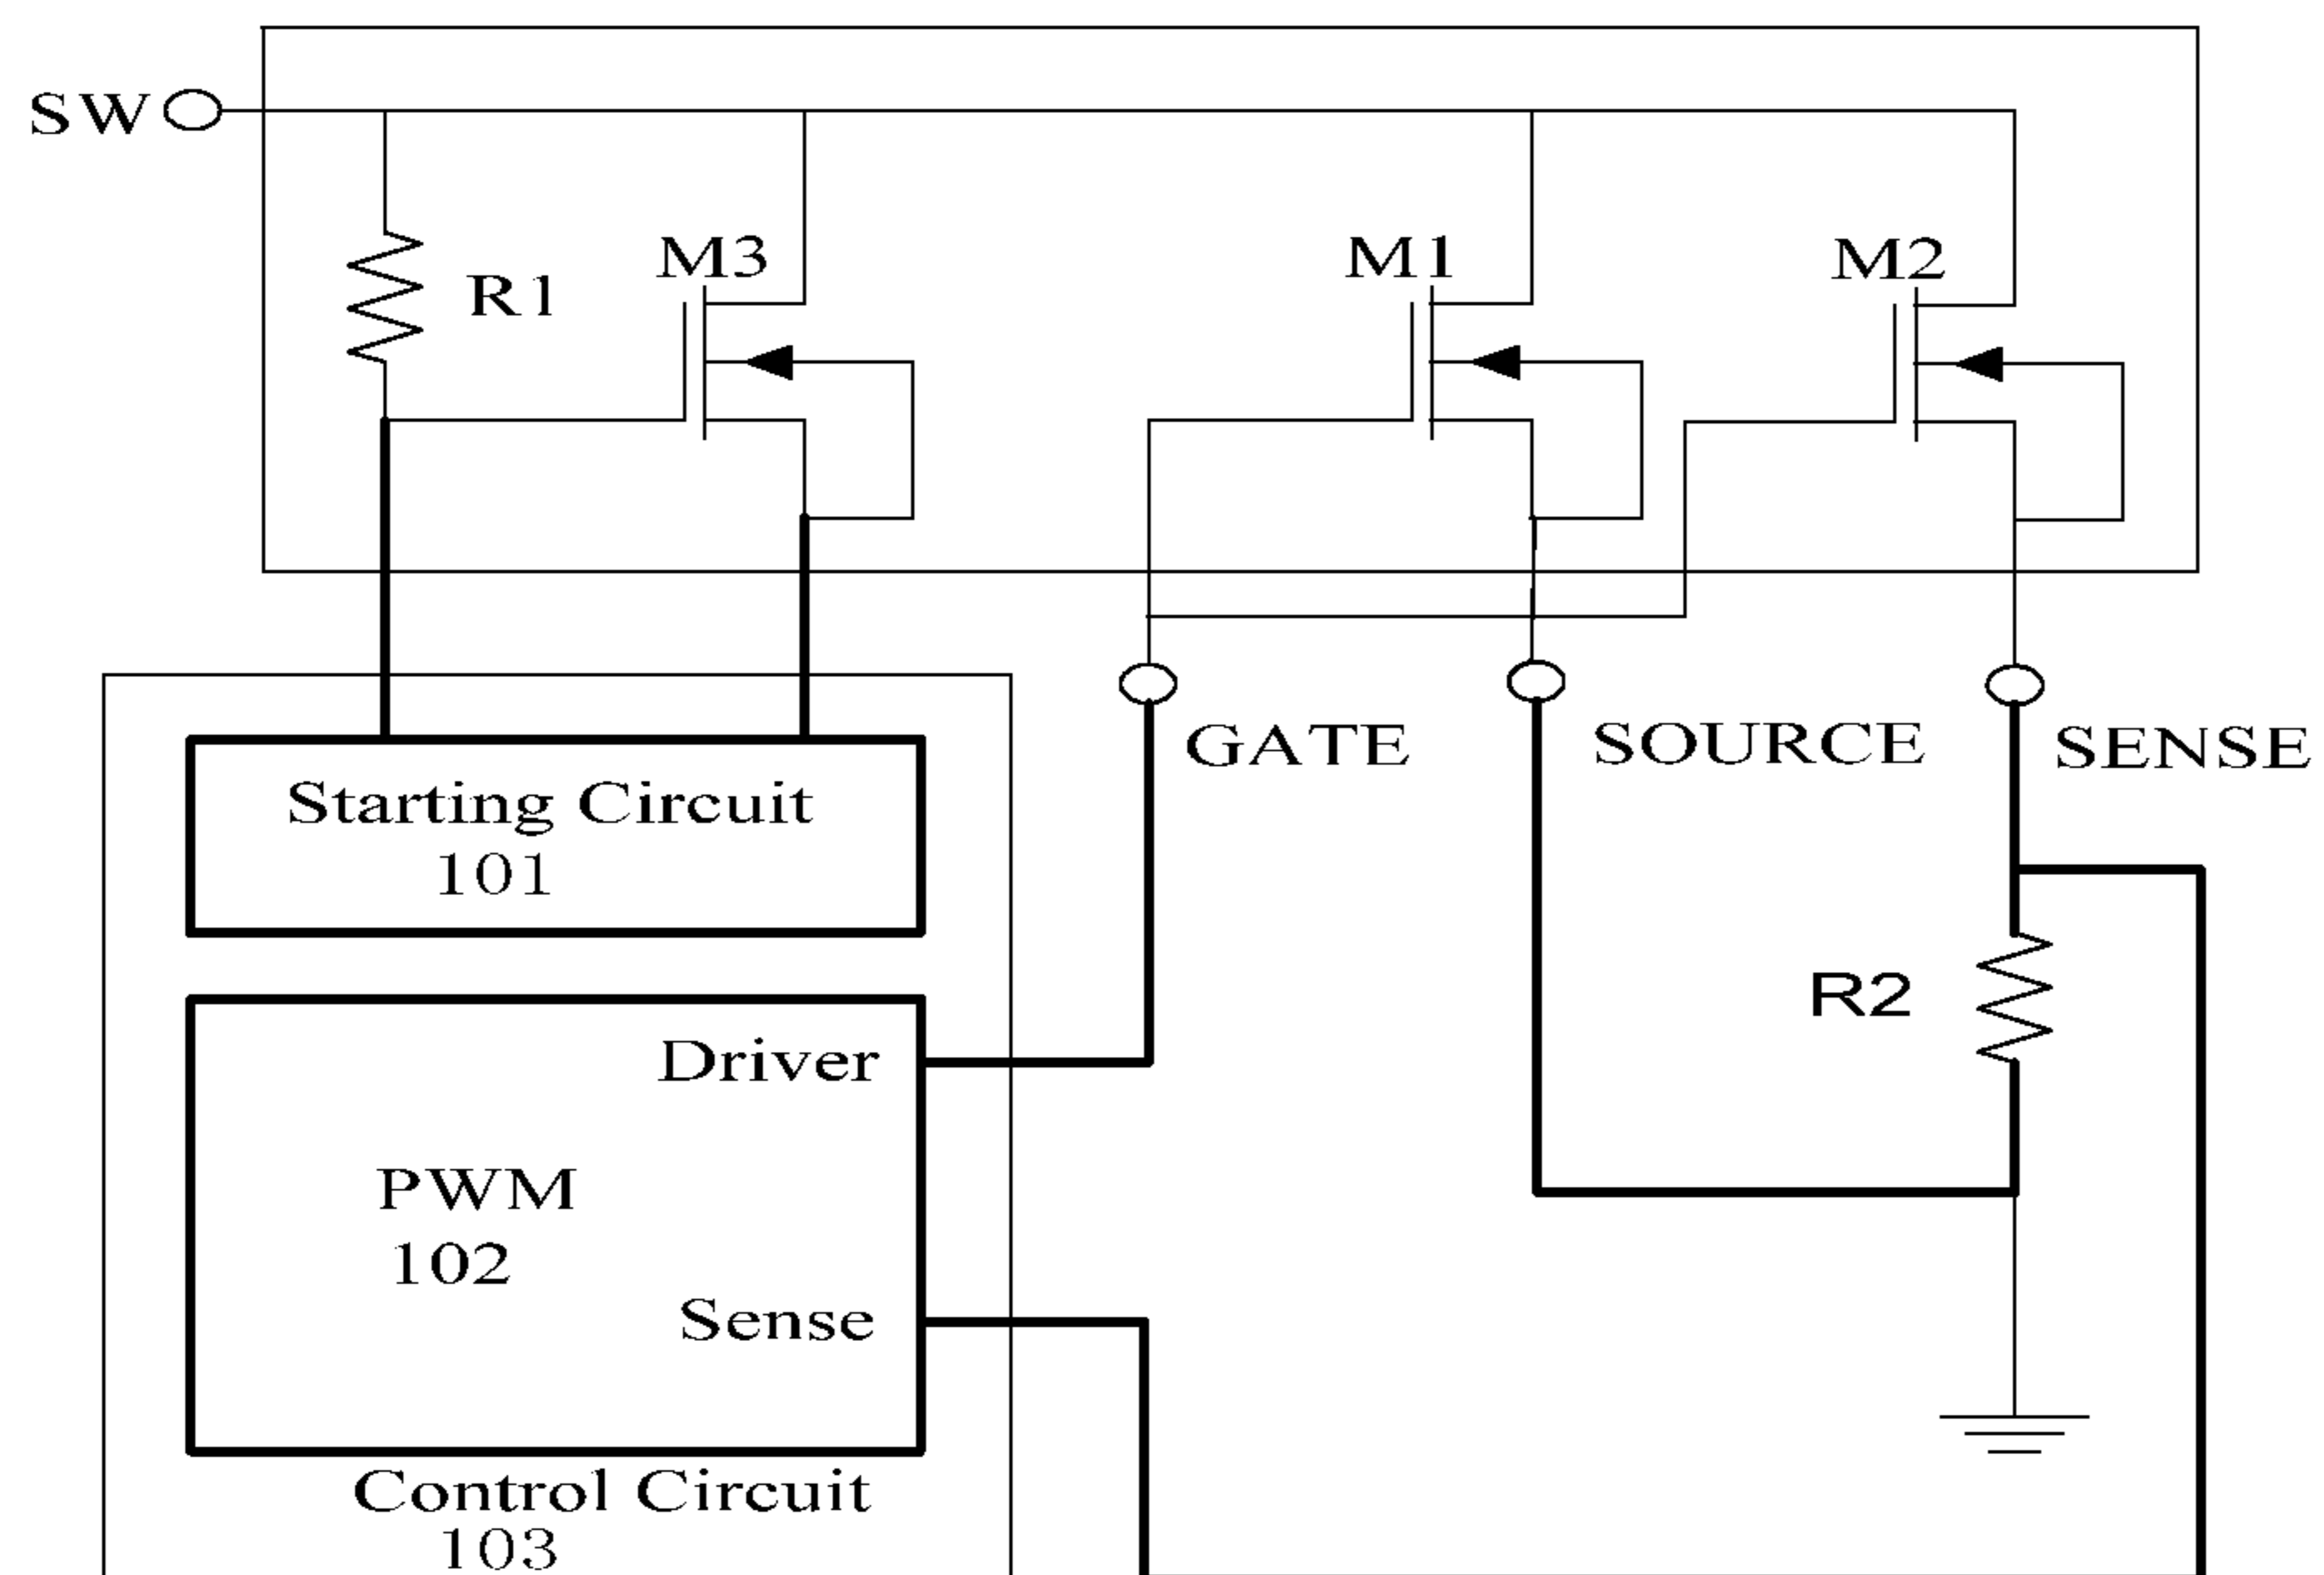 SW
M3
M1
M2
R1
GATE
SOURCE
SENSE
Starting Circuit
101
R2
Driver
PWM
102
Sense
Control Circuit
103